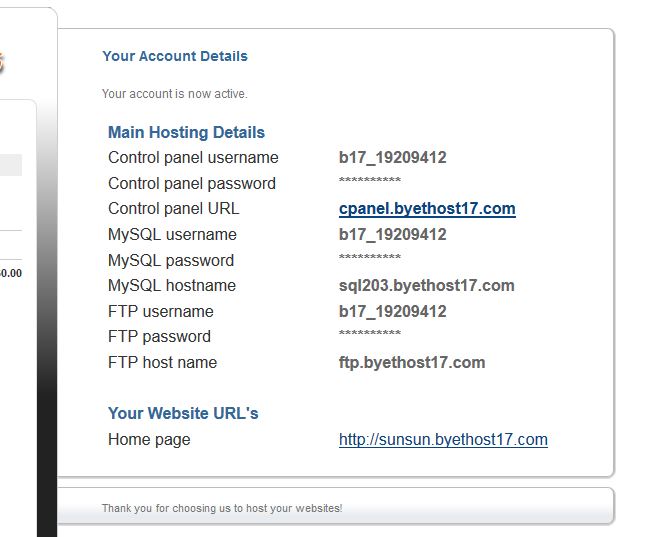 Your Account Details
Your account is now active.
Main Hosting Details
Control panel username b17_19209412
Control panel password **********
Control panel URL cpanel.byethost17.com
MySQL username b17_19209412
MySQL password **********
MySQL hostname sql203.byethost17.com
FTP username b17_19209412
FTP password **********
FTP host name ftp.byethost17.com
Your Website URL's
Home page http://sunsun.byethost17.com
Thank you for choosing us to host your websites!